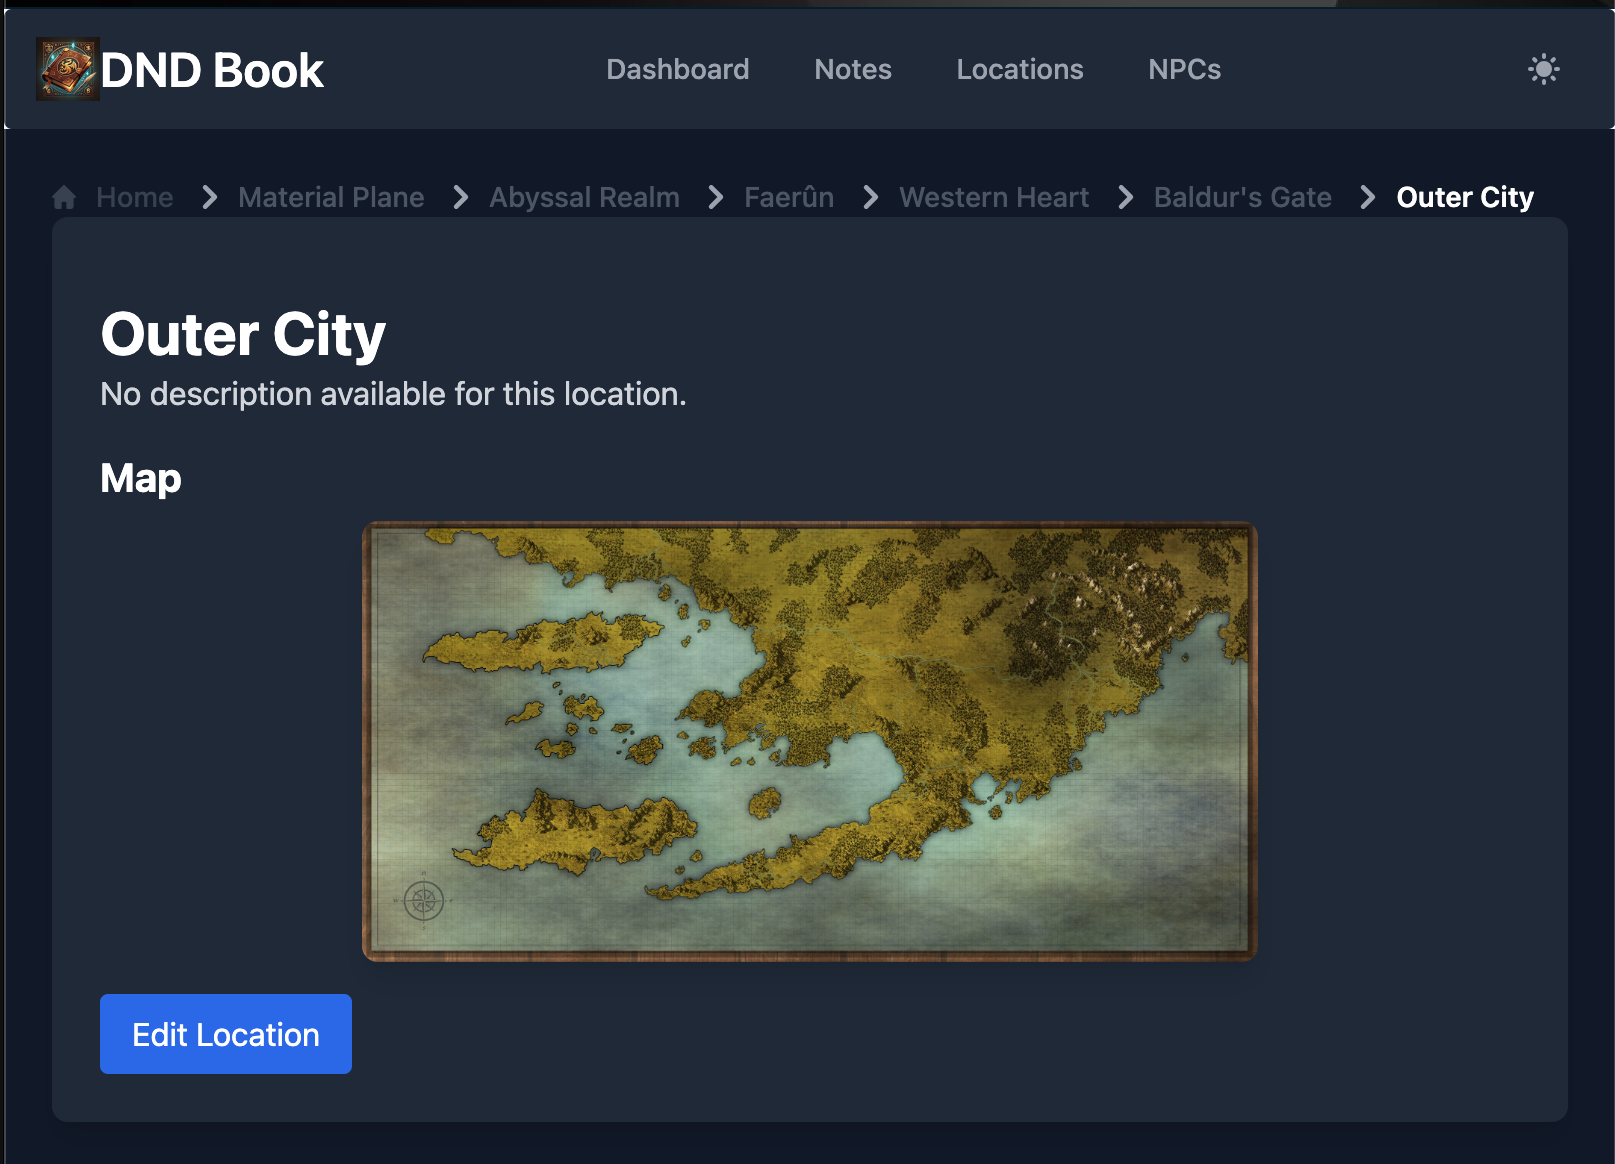 DND Book
Dashboard Notes Locations NPCs
Home Material Plane Abyssal Realm Faerûn Western Heart Baldur's Gate Outer City
Outer City
No description available for this location.
Map
Edit Location